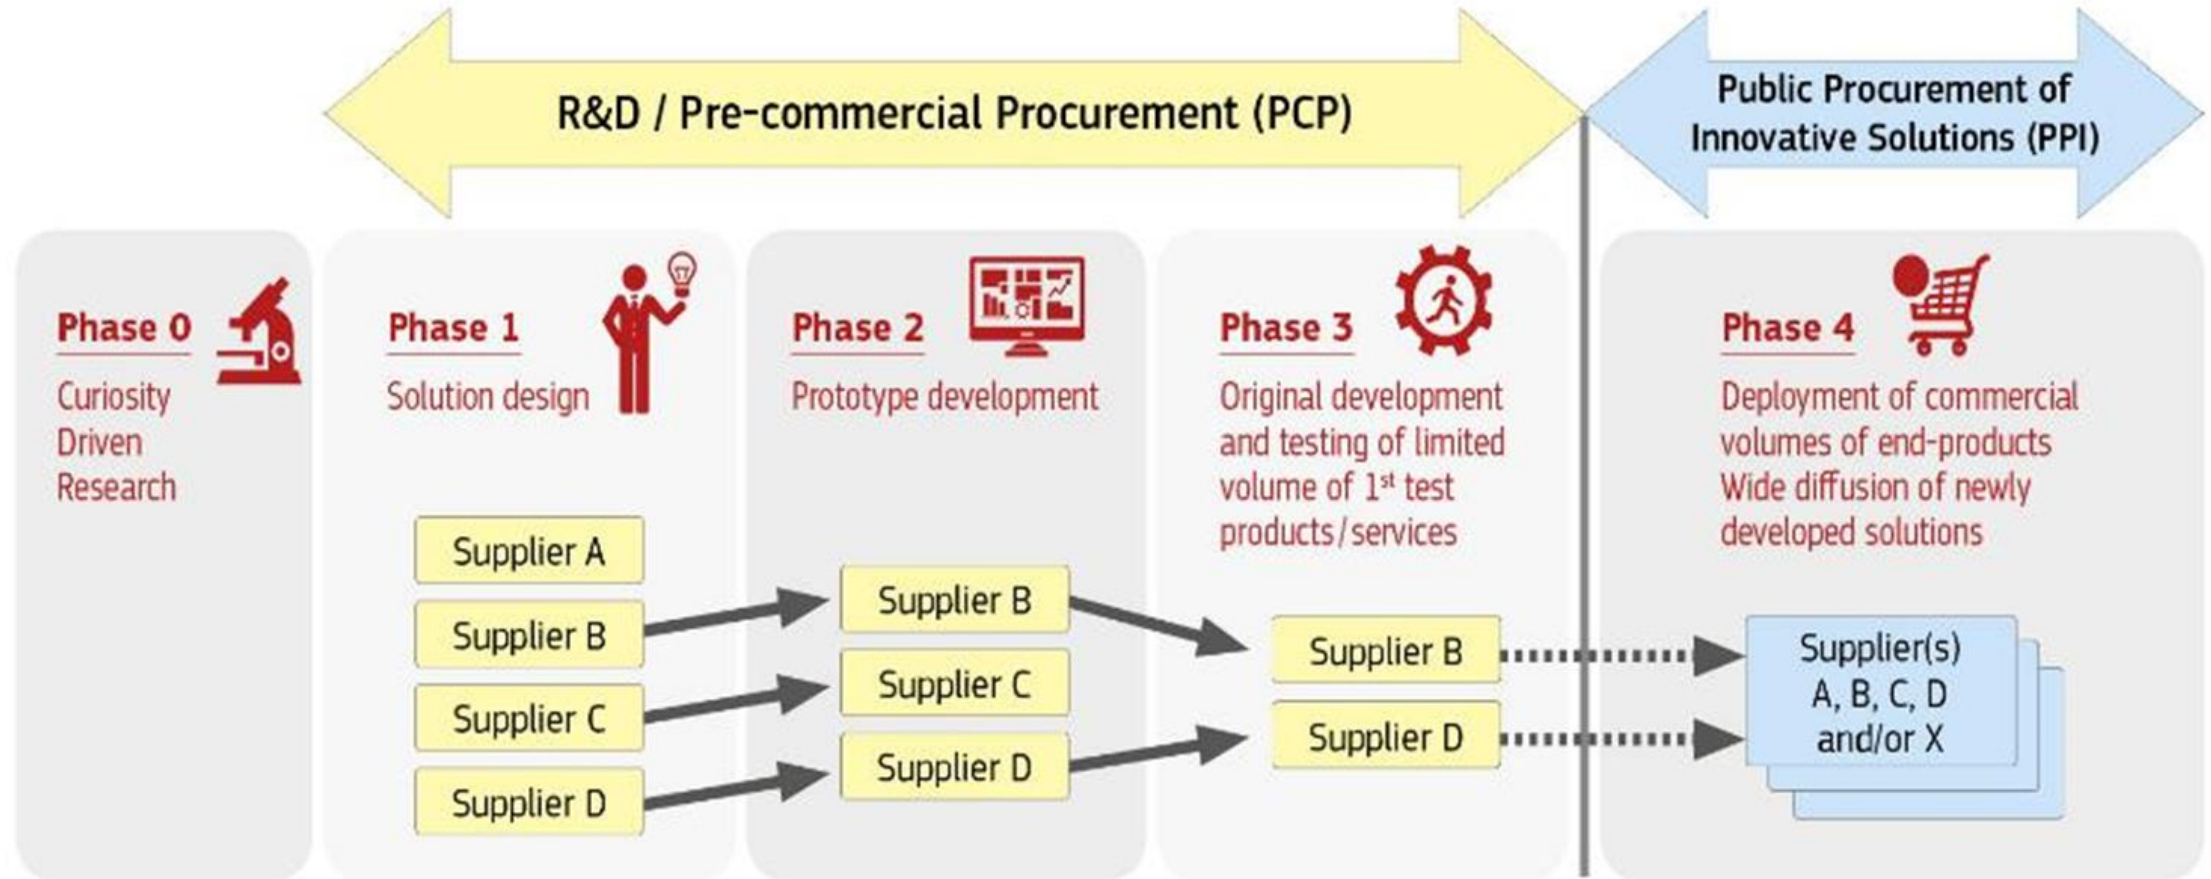 R&D / Pre-commercial Procurement (PCP)
Public Procurement of
Innovative Solutions (PPI)
Phase 0
Curiosity
Driven
Research
Phase 1
Solution design
Supplier A
Supplier B
Supplier C
Supplier D
Phase 2
Prototype development
Supplier B
Supplier C
Supplier D
Phase 3
Original development
and testing of limited
volume of 1st test
products/services
Supplier B
Supplier D
Phase 4
Deployment of commercial
volumes of end-products
Wide diffusion of newly
developed solutions
Supplier(s)
A, B, C, D
and/or X